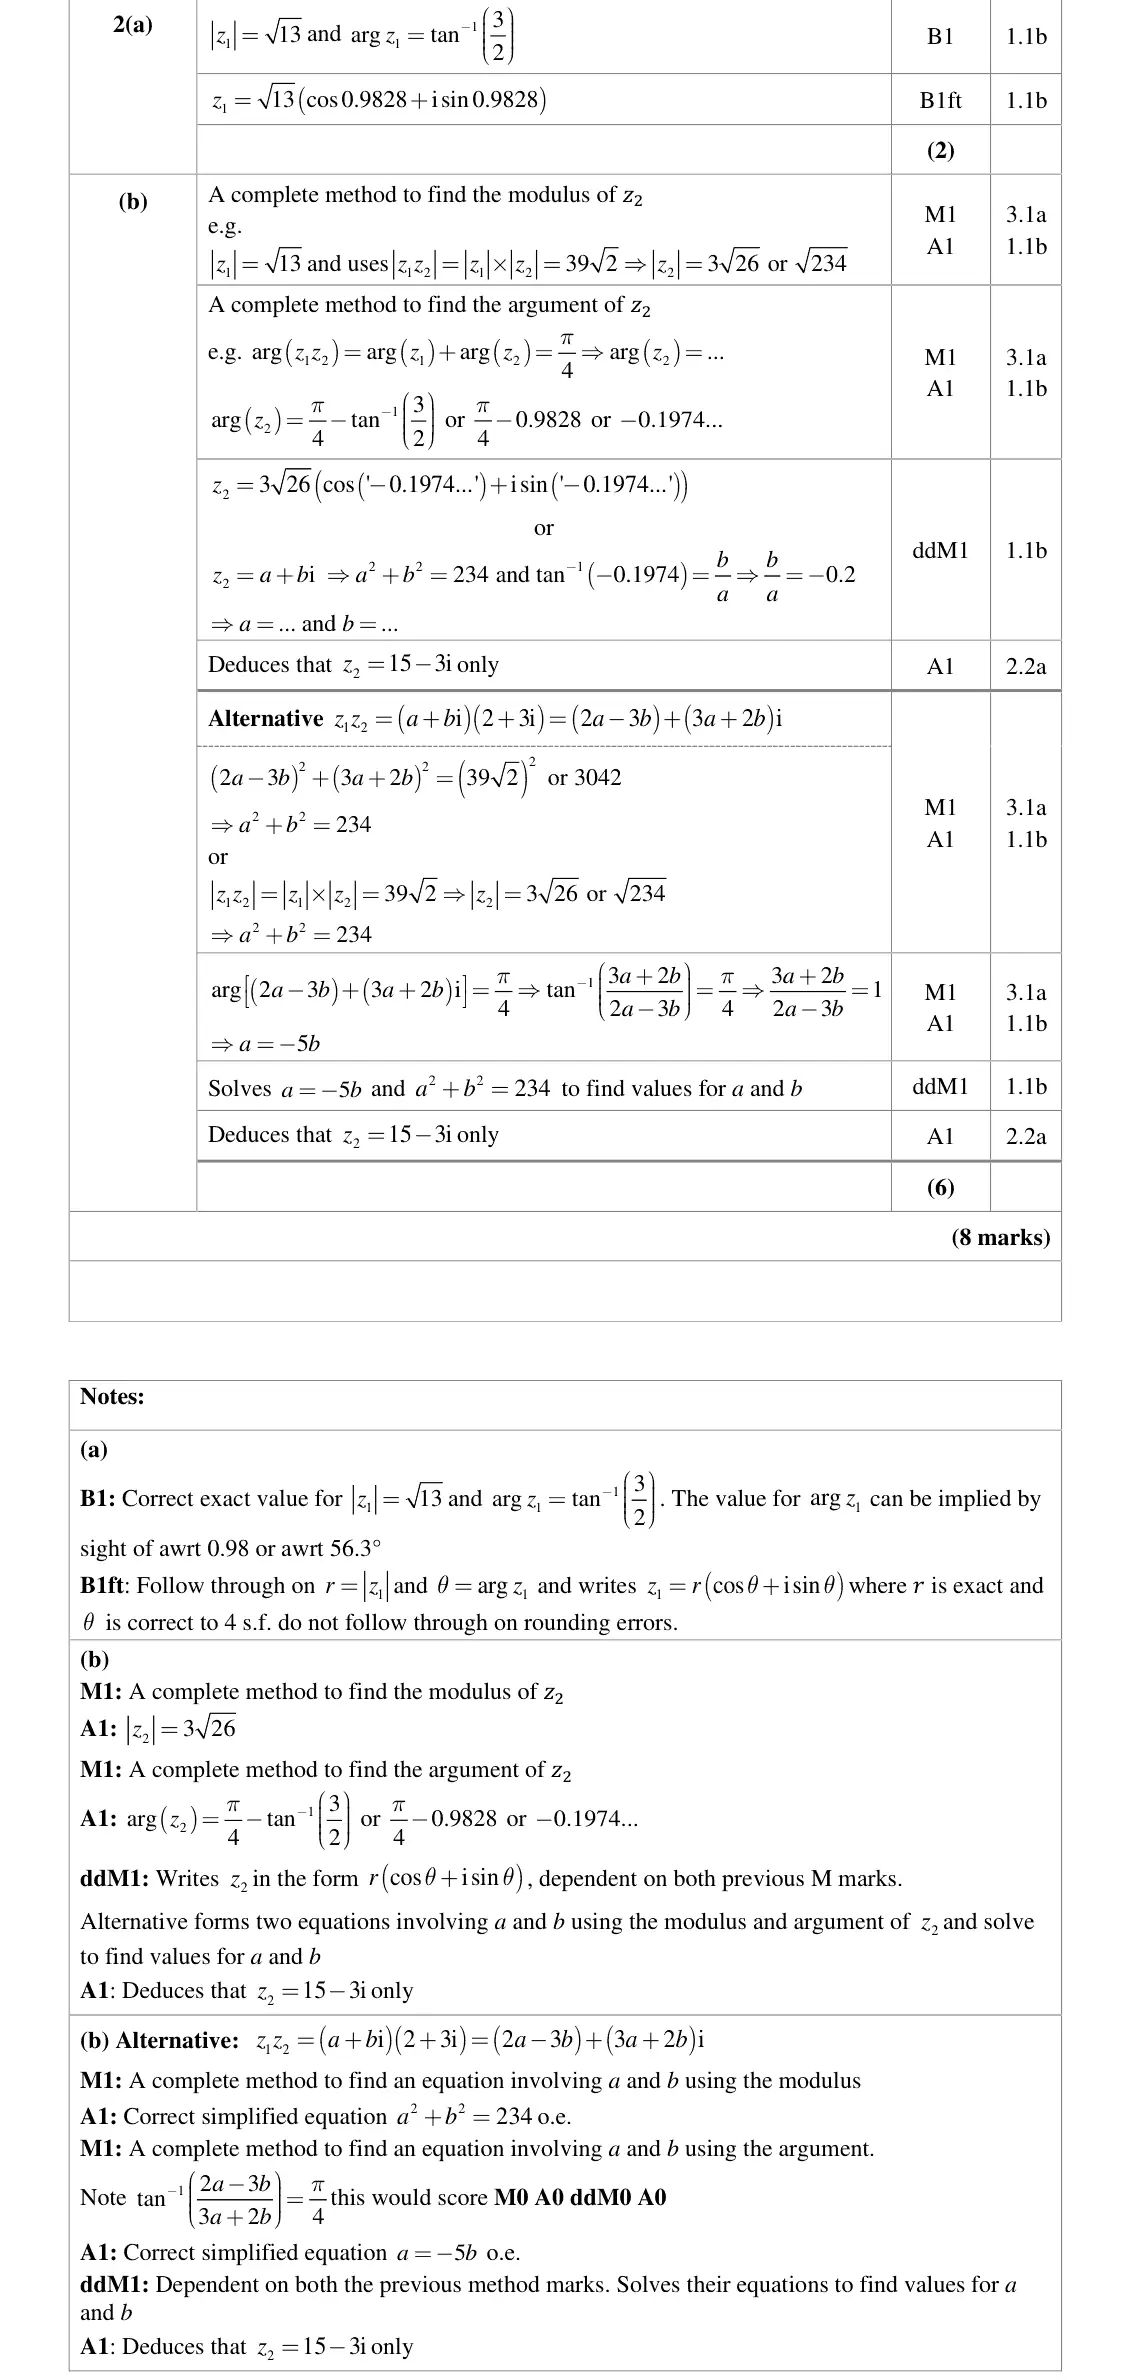 2(a) |z₁| = √13 and arg z₁ = tan⁻¹(3/2) B1 1.1b
z₁ = √13(cos 0.9828 + i sin 0.9828) B1ft 1.1b
(2)
(b) A complete method to find the modulus of z₂
e.g.
|z₁| = √13 and uses |z₁z₂| = |z₁|×|z₂| = 39√2 ⇒ |z₂| = 3√26 or √234
M1 3.1a
A1 1.1b
A complete method to find the argument of z₂
e.g. arg(z₁z₂) = arg(z₁) + arg(z₂) = π/4 ⇒ arg(z₂) = ...
arg(z₂) = π/4 − tan⁻¹(3/2) or π/4 − 0.9828 or −0.1974...
M1 3.1a
A1 1.1b
z₂ = 3√26(cos('−0.1974...') + i sin('−0.1974...'))
or
z₂ = a + bi ⇒ a² + b² = 234 and tan⁻¹(−0.1974) = b/a ⇒ b/a = −0.2
⇒ a = ... and b = ...
ddM1 1.1b
Deduces that z₂ = 15 − 3i only A1 2.2a
Alternative z₁z₂ = (a + bi)(2 + 3i) = (2a − 3b) + (3a + 2b)i
(2a − 3b)² + (3a + 2b)² = (39√2)² or 3042
⇒ a² + b² = 234
or
|z₁z₂| = |z₁|×|z₂| = 39√2 ⇒ |z₂| = 3√26 or √234
⇒ a² + b² = 234
M1 3.1a
A1 1.1b
arg[(2a − 3b) + (3a + 2b)i] = π/4 ⇒ tan⁻¹((3a + 2b)/(2a − 3b)) = π/4 ⇒ (3a + 2b)/(2a − 3b) = 1
⇒ a = −5b
M1 3.1a
A1 1.1b
Solves a = −5b and a² + b² = 234 to find values for a and b ddM1 1.1b
Deduces that z₂ = 15 − 3i only A1 2.2a
(6)
(8 marks)
Notes:
(a)
B1: Correct exact value for |z₁| = √13 and arg z₁ = tan⁻¹(3/2). The value for arg z₁ can be implied by
sight of awrt 0.98 or awrt 56.3°
B1ft: Follow through on r = |z₁| and θ = arg z₁ and writes z₁ = r(cos θ + i sin θ) where r is exact and
θ is correct to 4 s.f. do not follow through on rounding errors.
(b)
M1: A complete method to find the modulus of z₂
A1: |z₂| = 3√26
M1: A complete method to find the argument of z₂
A1: arg(z₂) = π/4 − tan⁻¹(3/2) or π/4 − 0.9828 or −0.1974...
ddM1: Writes z₂ in the form r(cos θ + i sin θ), dependent on both previous M marks.
Alternative forms two equations involving a and b using the modulus and argument of z₂ and solve
to find values for a and b
A1: Deduces that z₂ = 15 − 3i only
(b) Alternative: z₁z₂ = (a + bi)(2 + 3i) = (2a − 3b) + (3a + 2b)i
M1: A complete method to find an equation involving a and b using the modulus
A1: Correct simplified equation a² + b² = 234 o.e.
M1: A complete method to find an equation involving a and b using the argument.
Note tan⁻¹((2a − 3b)/(3a + 2b)) = π/4 this would score M0 A0 ddM0 A0
A1: Correct simplified equation a = −5b o.e.
ddM1: Dependent on both the previous method marks. Solves their equations to find values for a
and b
A1: Deduces that z₂ = 15 − 3i only